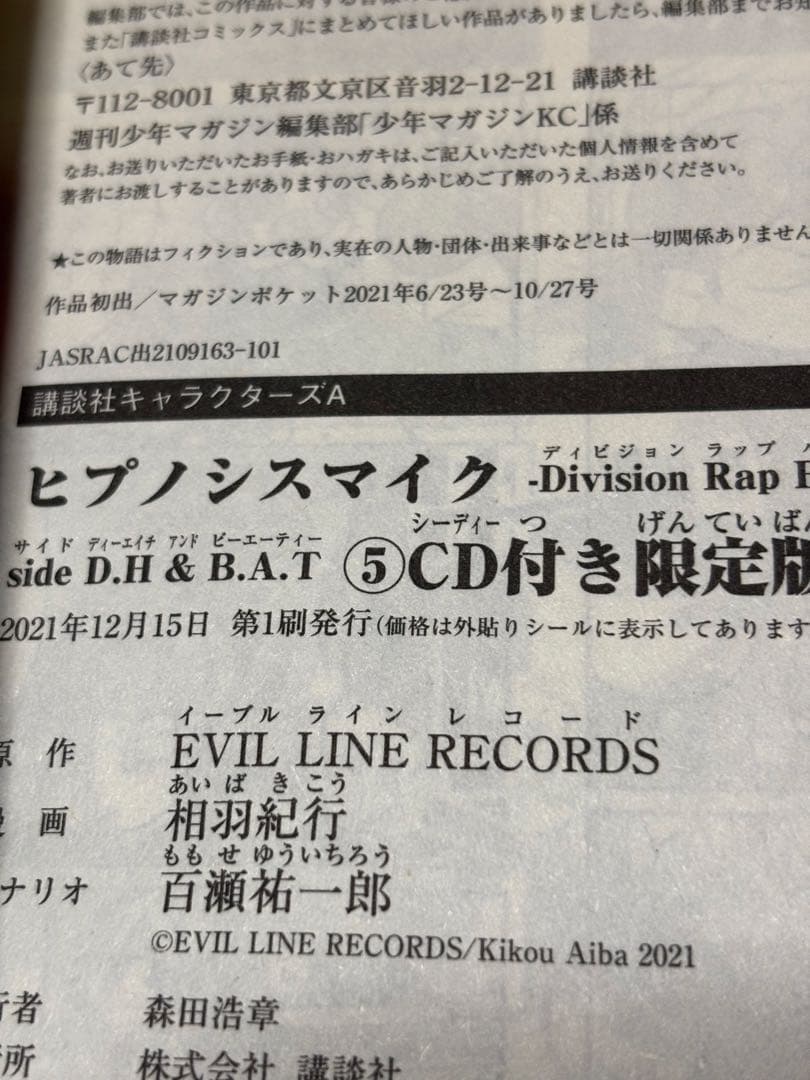 編集部では、この作品に対する皆様のご
また「講談社コミックス」にまとめてほしい作品がありましたら、編集部までお知
〈あて先〉
〒112-8001 東京都文京区音羽2-12-21 講談社
週刊少年マガジン編集部「少年マガジンKC」係
なお、お送りいただいたお手紙・おハガキは、ご記入いただいた個人情報を含めて
著者にお渡しすることがありますので、あらかじめご了解のうえ、お送りください。
★この物語はフィクションであり、実在の人物・団体・出来事などとは一切関係ありません
作品初出／マガジンポケット2021年6/23号〜10/27号
JASRAC出2109163-101
講談社キャラクターズA
ディビジョン ラップ バ
ヒプノシスマイク -Division Rap B
サイド ディーエイチ アンド ビーエーティー シーディー つ げんていばん
side D.H & B.A.T ⑤CD付き限定版
2021年12月15日 第1刷発行(価格は外貼りシールに表示してあります
イーブル ライン レコード
原作 EVIL LINE RECORDS
あいば きこう
漫画 相羽紀行
ももせ ゆういちろう
ナリオ 百瀬祐一郎
©EVIL LINE RECORDS/Kikou Aiba 2021
行者 森田浩章
所 株式会社 講談社